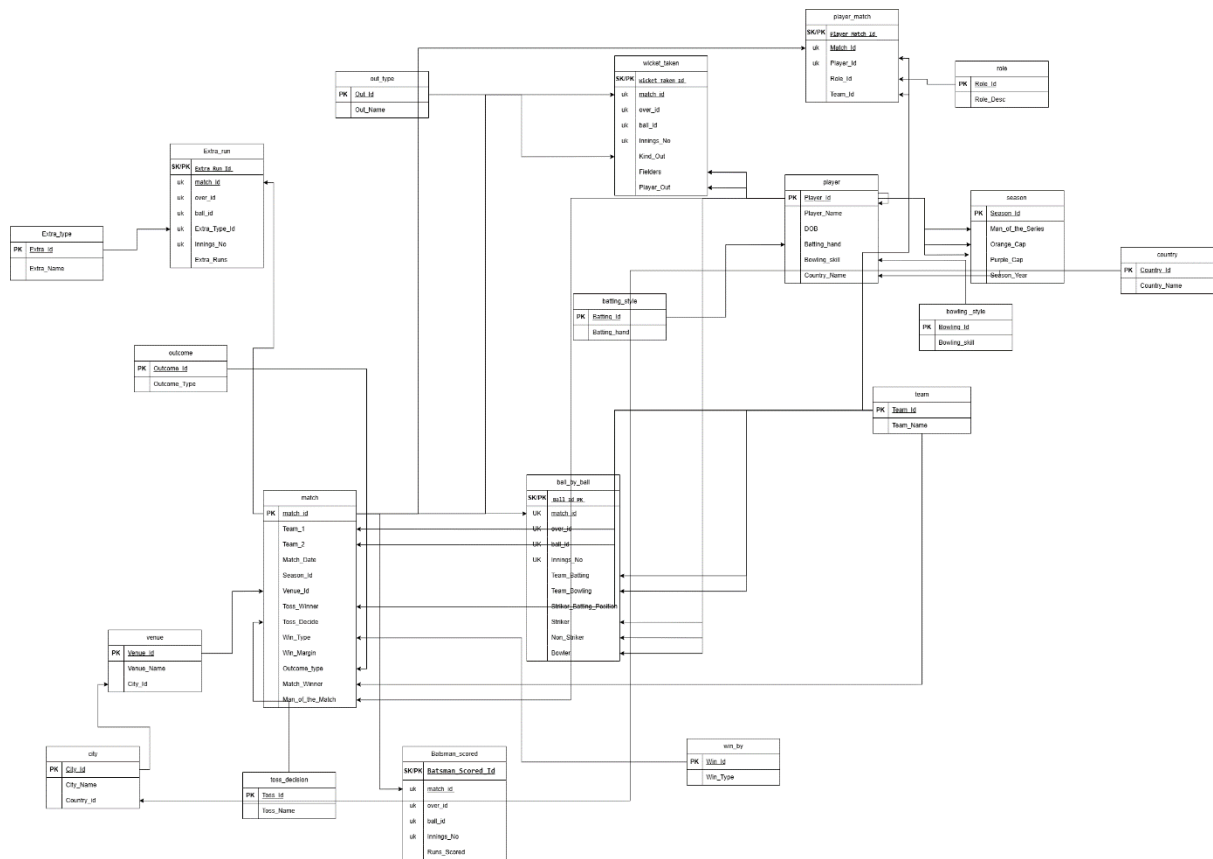 player_match
SK/PK Player_Match_Id
uk Match_Id
uk Player_Id
Role_Id
Team_Id
role
PK Role_Id
Role_Desc
wicket_taken
SK/PK Wicket_Taken_Id
uk match_id
uk over_id
uk ball_id
uk Innings_No
Kind_Out
Fielders
Player_Out
out_type
PK Out_Id
Out_Name
Extra_run
SK/PK Extra_Run_Id
uk match_id
uk over_id
uk ball_id
uk Extra_Type_Id
uk Innings_No
Extra_Runs
Extra_type
PK Extra_Id
Extra_Name
player
PK Player_Id
Player_Name
DOB
Batting_hand
Bowling_skill
Country_Name
season
PK Season_Id
Man_of_the_Series
Orange_Cap
Purple_Cap
Season_Year
country
PK Country_Id
Country_Name
batting_style
PK Batting_Id
Batting_hand
bowling _style
PK Bowling_Id
Bowling_skill
outcome
PK Outcome_Id
Outcome_Type
team
PK Team_Id
Team_Name
ball_by_ball
SK/PK Ball_Id_PK
UK match_id
UK over_id
UK ball_id
UK Innings_No
Team_Batting
Team_Bowling
Striker_Batting_Position
Striker
Non_Striker
Bowler
match
PK match_id
Team_1
Team_2
Match_Date
Season_Id
Venue_Id
Toss_Winner
Toss_Decide
Win_Type
Win_Margin
Outcome_type
Match_Winner
Man_of_the_Match
venue
PK Venue_Id
Venue_Name
City_Id
city
PK City_Id
City_Name
Country_id
toss_decision
PK Toss_Id
Toss_Name
Batsman_scored
SK/PK Batsman_Scored_Id
uk match_id
uk over_id
uk ball_id
uk Innings_No
Runs_Scored
win_by
PK Win_Id
Win_Type